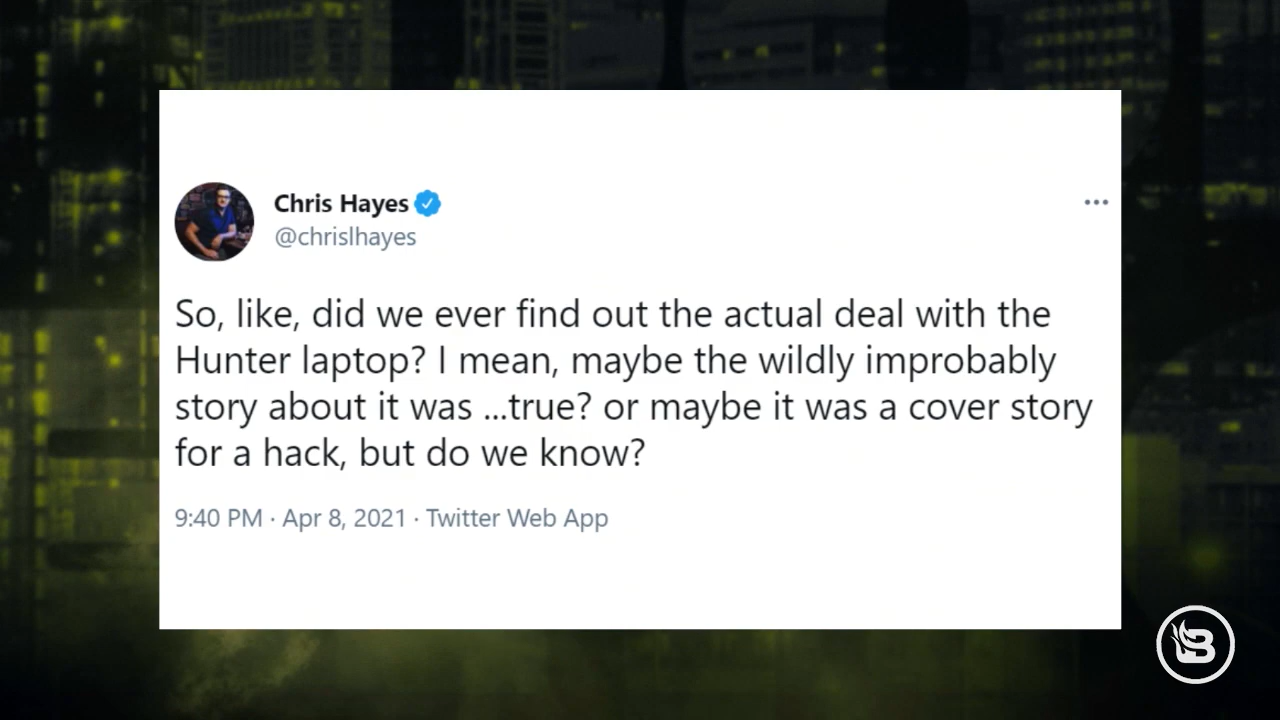 Chris Hayes
@chrislhayes
So, like, did we ever find out the actual deal with the
Hunter laptop? I mean, maybe the wildly improbably
story about it was ...true? or maybe it was a cover story
for a hack, but do we know?
9:40 PM · Apr 8, 2021 · Twitter Web App
B